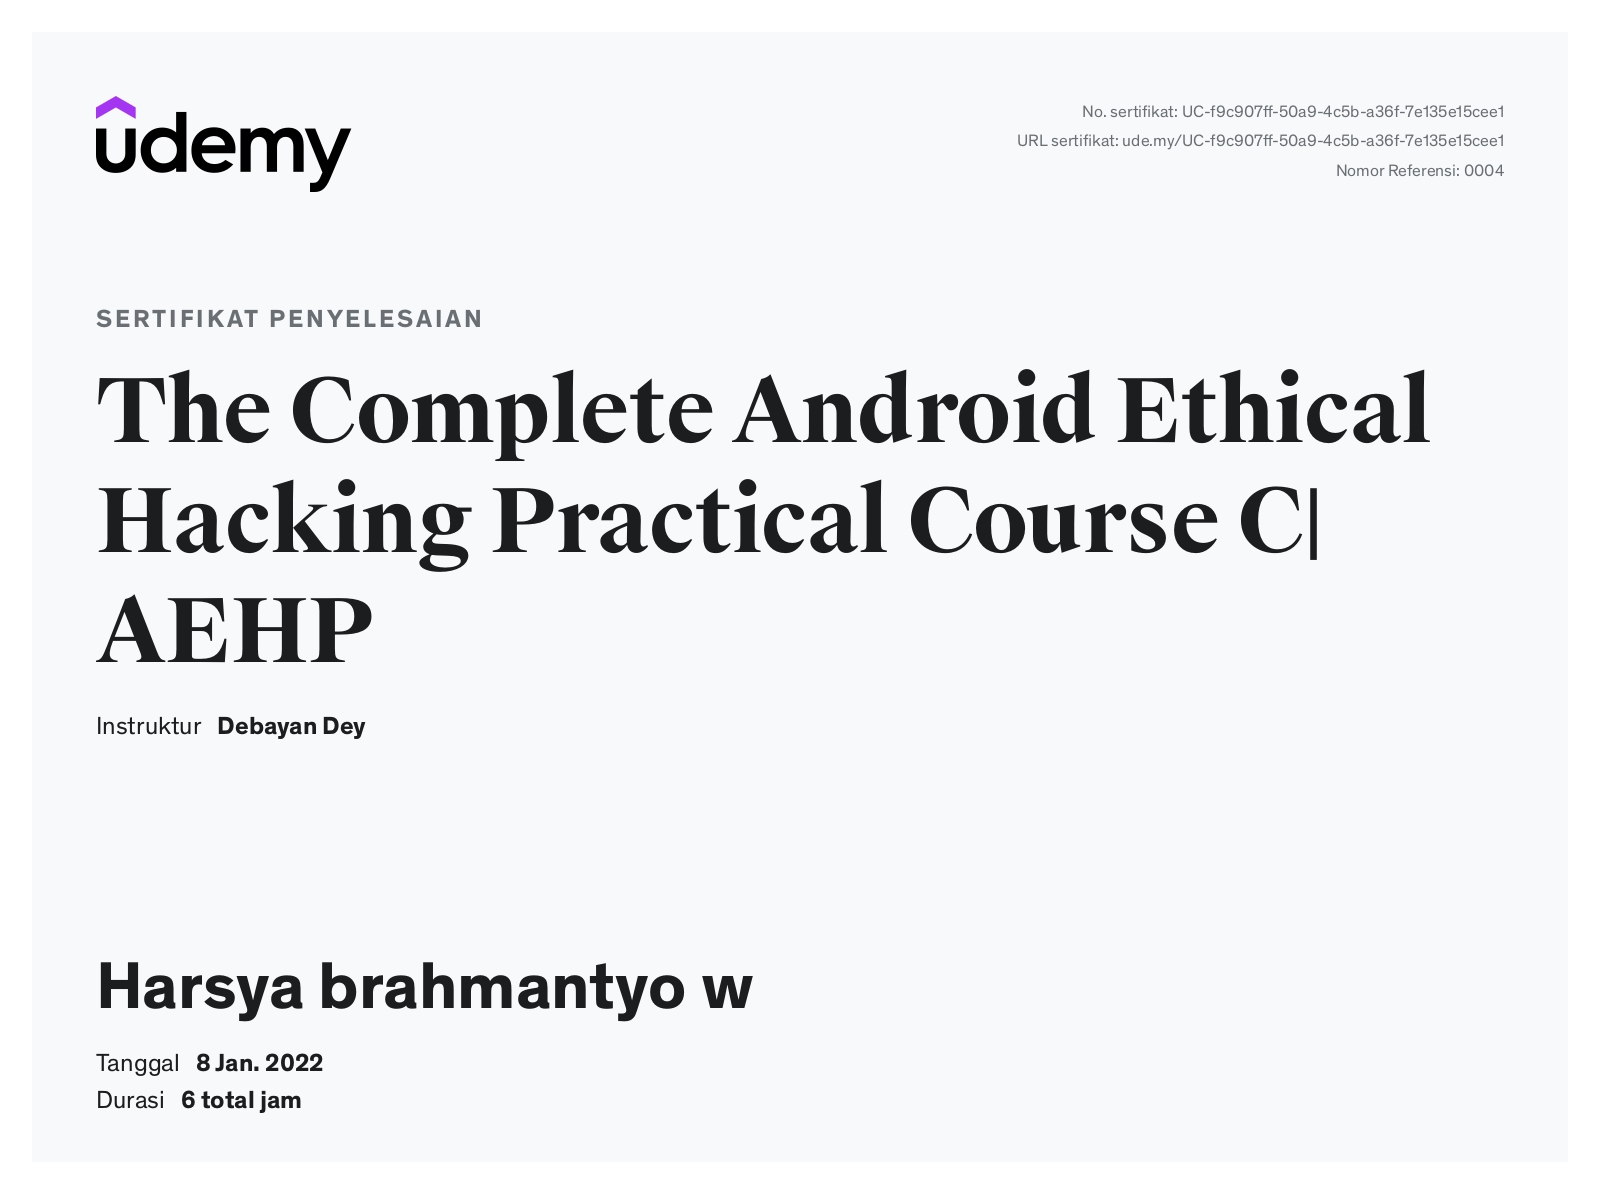 udemy
No. sertifikat: UC-f9c907ff-50a9-4c5b-a36f-7e135e15cee1
URL sertifikat: ude.my/UC-f9c907ff-50a9-4c5b-a36f-7e135e15cee1
Nomor Referensi: 0004
SERTIFIKAT PENYELESAIAN
The Complete Android Ethical
Hacking Practical Course C|
AEHP
Instruktur Debayan Dey
Harsya brahmantyo w
Tanggal 8 Jan. 2022
Durasi 6 total jam